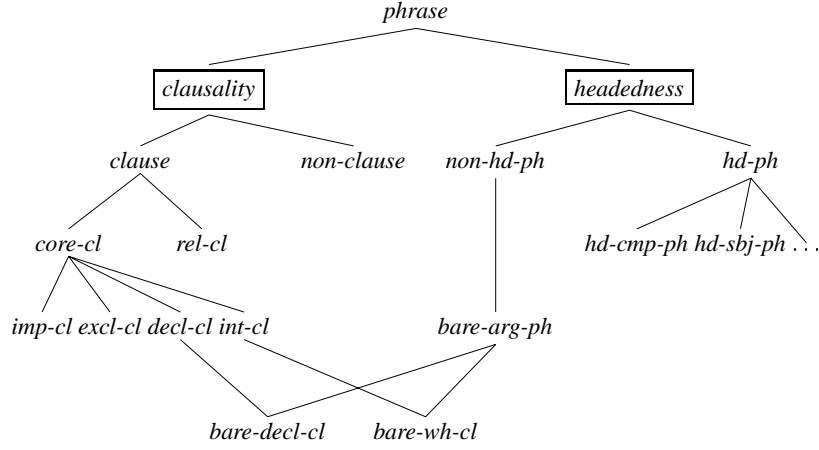 phrase
clausality headedness
clause non-clause non-hd-ph hd-ph
core-cl rel-cl hd-cmp-ph hd-sbj-ph . . .
imp-cl excl-cl decl-cl int-cl bare-arg-ph
bare-decl-cl bare-wh-cl